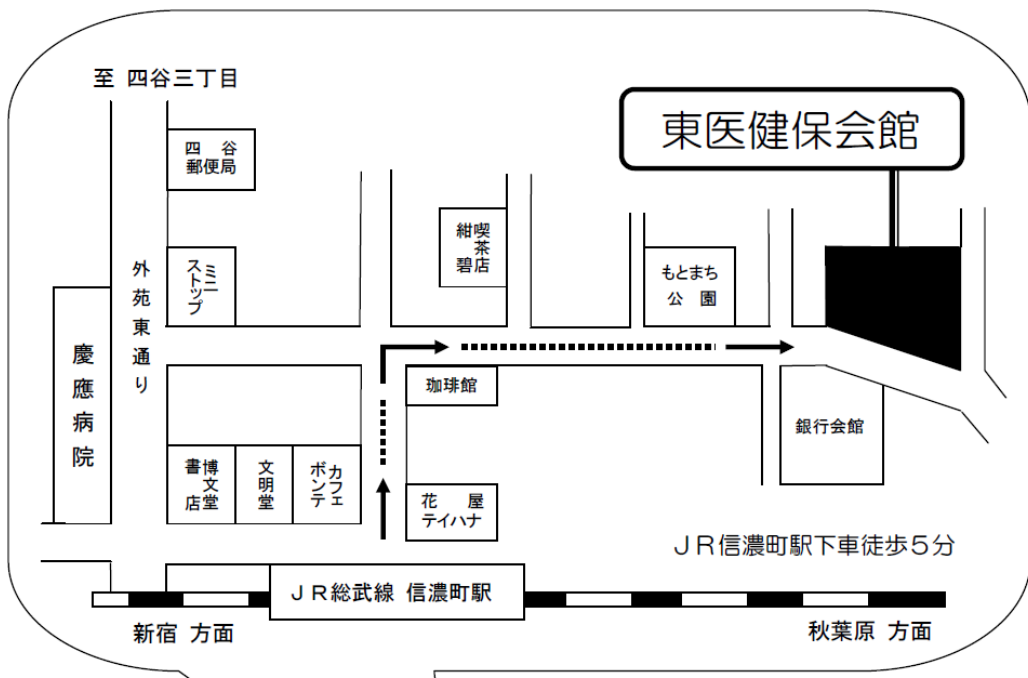 至 四谷三丁目
東医健保会館
四谷
郵便局
喫茶店
紺碧
ミニ
ストップ
もとまち
公園
外苑東通り
慶應病院
珈琲館
銀行会館
博文堂
書店
文明堂
カフェ
ボンテ
花屋
テイハナ
JR信濃町駅下車徒歩5分
JR総武線 信濃町駅
新宿 方面
秋葉原 方面